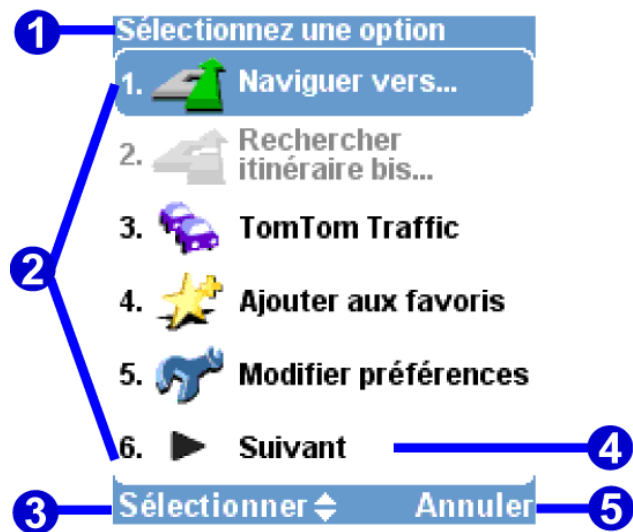 1 Sélectionnez une option
1. Naviguer vers...
2. Rechercher
itinéraire bis...
3. TomTom Traffic
2
4. Ajouter aux favoris
5. Modifier préférences
6. Suivant 4
3 Sélectionner Annuler 5